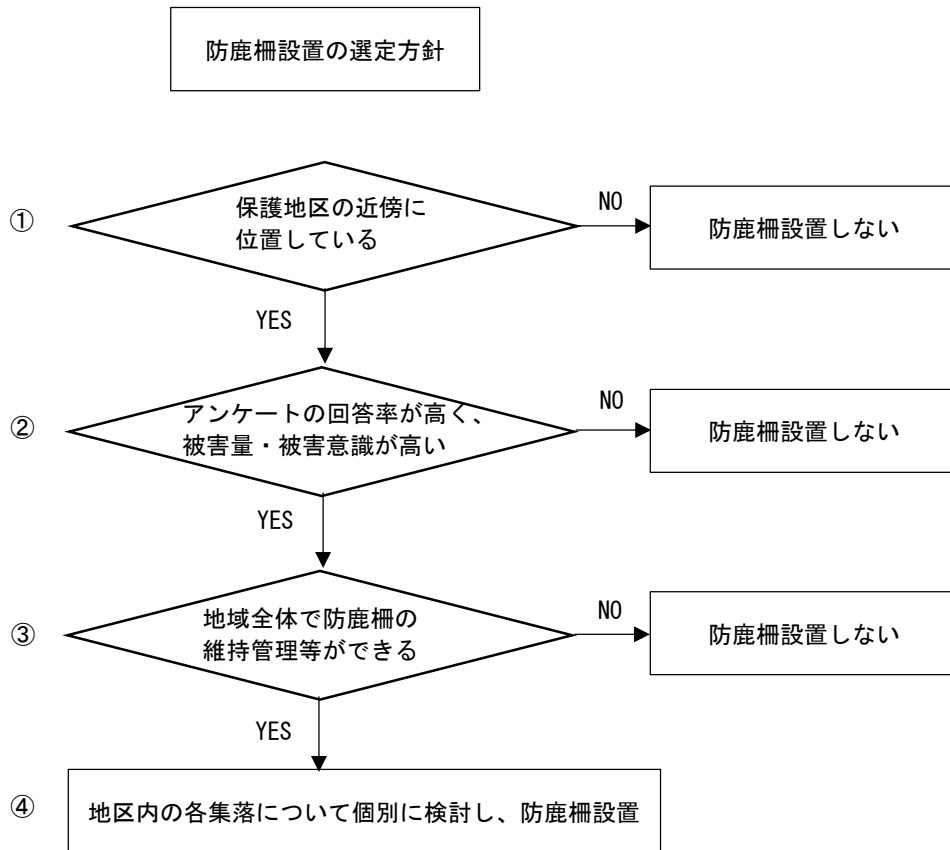 防鹿柵設置の選定方針
①
保護地区の近傍に
位置している
NO
防鹿柵設置しない
YES
②
アンケートの回答率が高く、
被害量・被害意識が高い
NO
防鹿柵設置しない
YES
③
地域全体で防鹿柵の
維持管理等ができる
NO
防鹿柵設置しない
YES
④
地区内の各集落について個別に検討し、防鹿柵設置